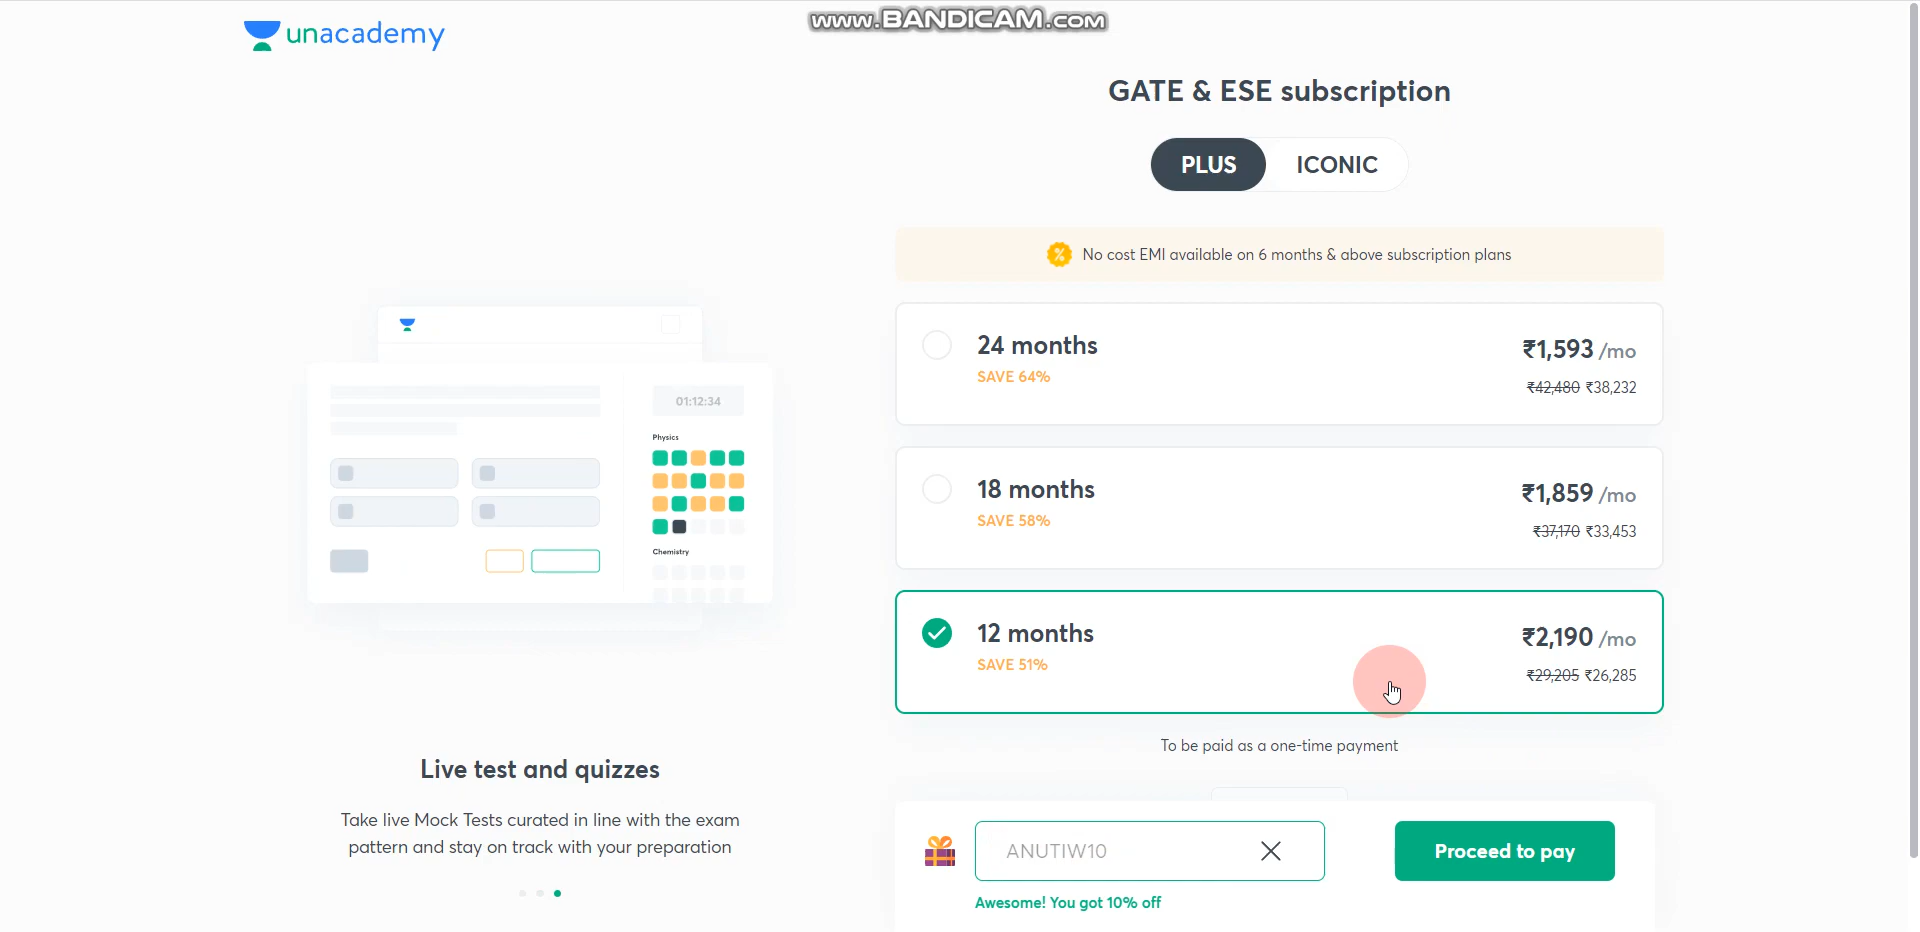 www.BANDICAM.com
unacademy
GATE & ESE subscription
PLUS
ICONIC
No cost EMI available on 6 months & above subscription plans
24 months
SAVE 64%
₹1,593 /mo
₹42,480 ₹38,232
18 months
SAVE 58%
₹1,859 /mo
₹37,170 ₹33,453
12 months
SAVE 51%
₹2,190 /mo
₹29,205 ₹26,285
To be paid as a one-time payment
ANUTIW10
Proceed to pay
Awesome! You got 10% off
01:12:34
Physics
Chemistry
Live test and quizzes
Take live Mock Tests curated in line with the exam
pattern and stay on track with your preparation